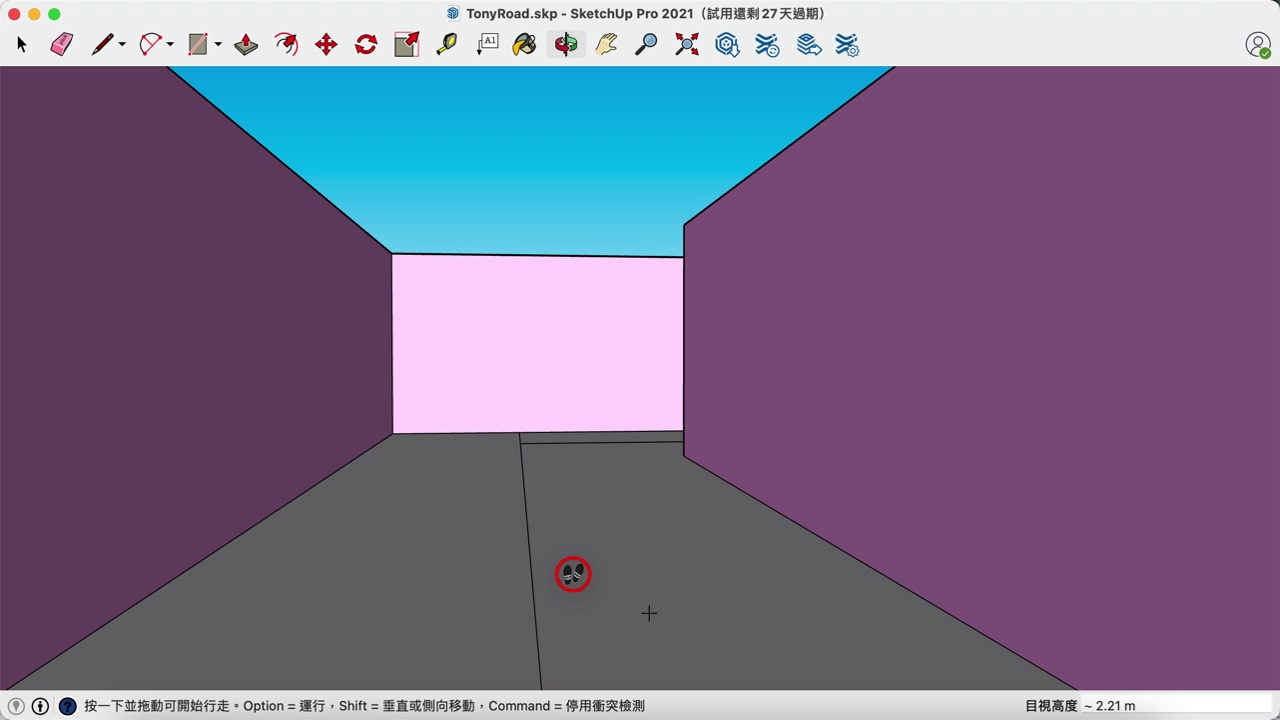 TonyRoad.skp - SketchUp Pro 2021（試用還剩 27 天過期）
A1
按一下並拖動可開始行走。Option = 運行，Shift = 垂直或側向移動，Command = 停用衝突檢測
目視高度 ~ 2.21 m